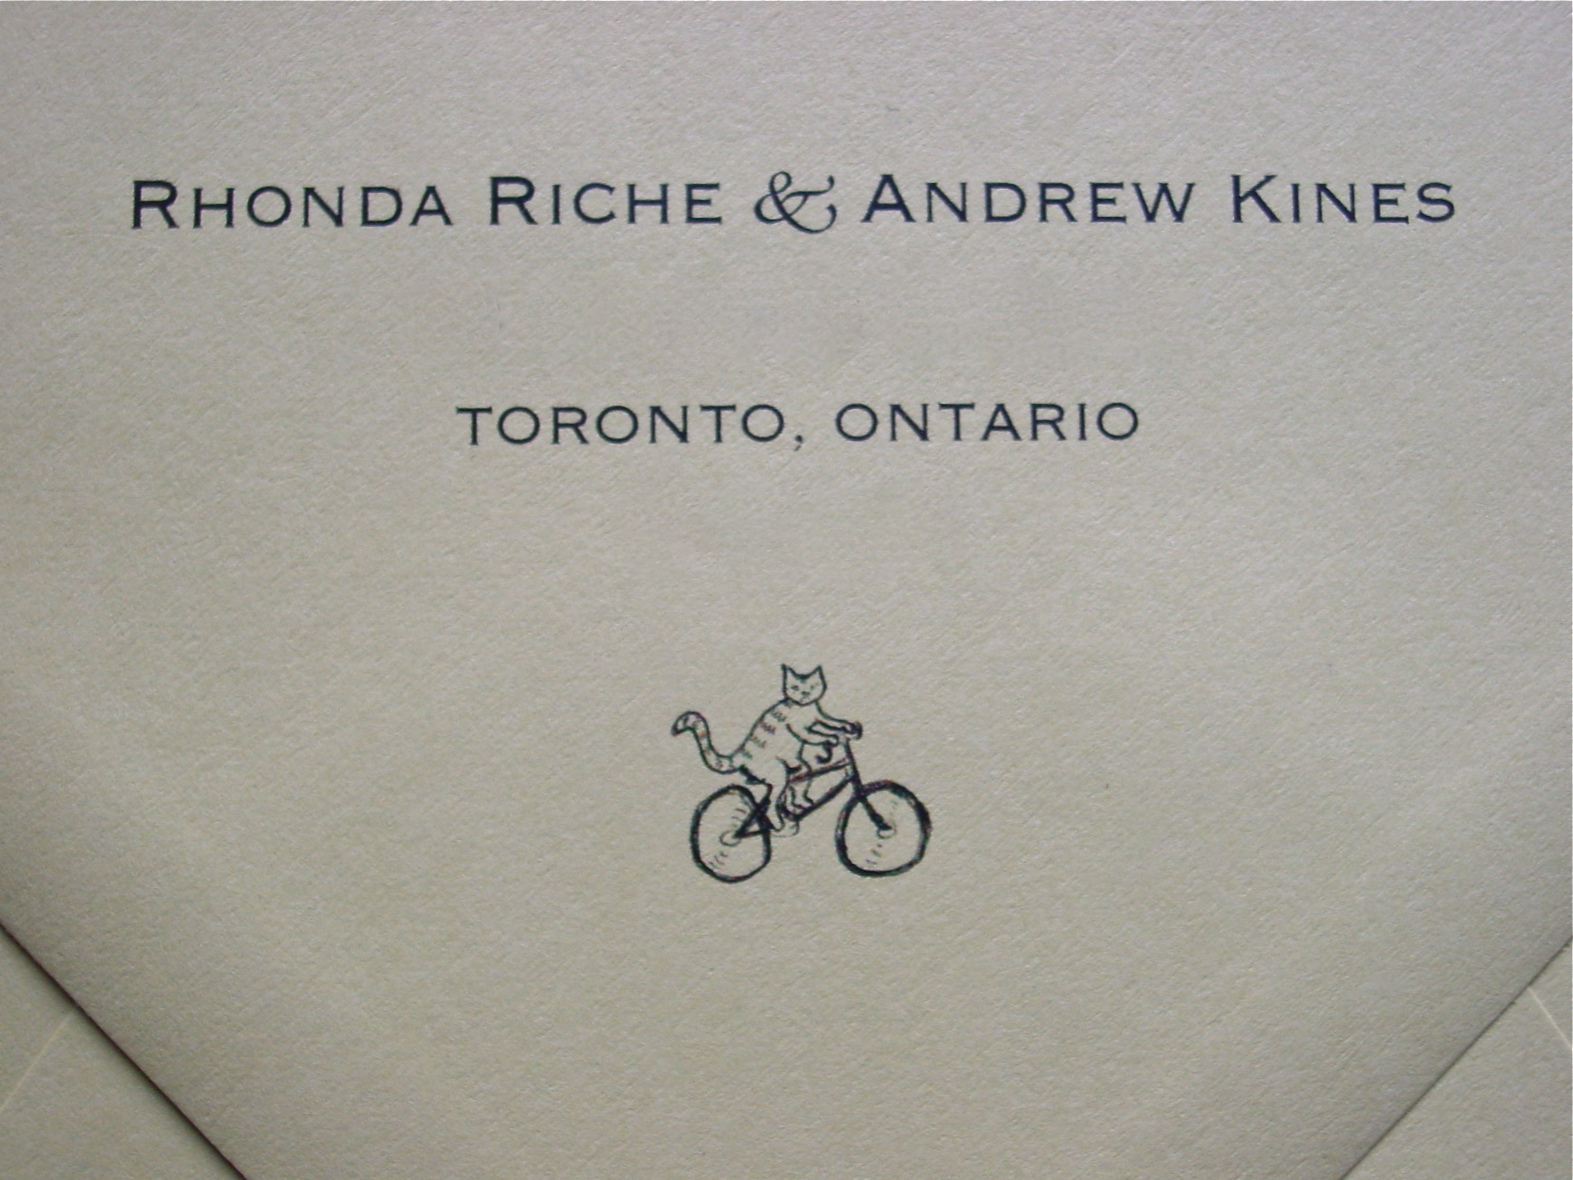 RHONDA RICHE & ANDREW KINES
TORONTO, ONTARIO